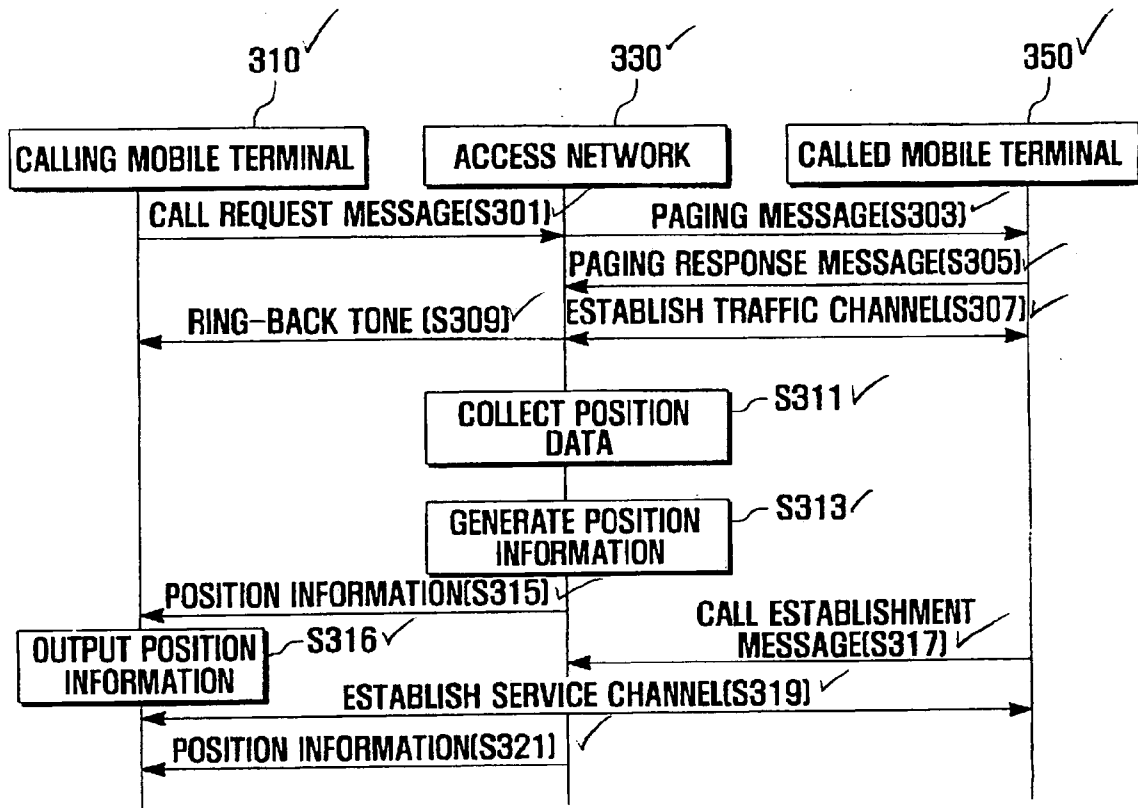 310
330
350
CALLING MOBILE TERMINAL
ACCESS NETWORK
CALLED MOBILE TERMINAL
CALL REQUEST MESSAGE(S301)
PAGING MESSAGE(S303)
PAGING RESPONSE MESSAGE(S305)
RING-BACK TONE (S309)
ESTABLISH TRAFFIC CHANNEL(S307)
COLLECT POSITION
DATA
S311
GENERATE POSITION
INFORMATION
S313
POSITION INFORMATION(S315)
CALL ESTABLISHMENT
MESSAGE(S317)
OUTPUT POSITION
INFORMATION
S316
ESTABLISH SERVICE CHANNEL(S319)
POSITION INFORMATION(S321)